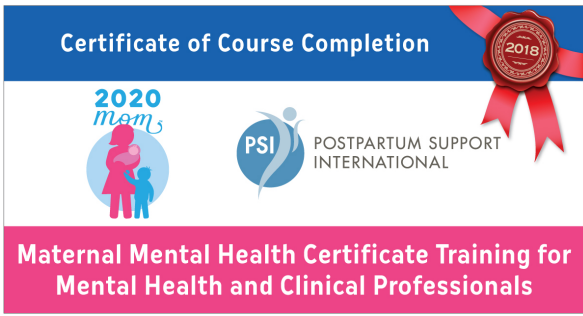 Certificate of Course Completion
2018
2020
moms
PSI
POSTPARTUM SUPPORT
INTERNATIONAL
Maternal Mental Health Certificate Training for
Mental Health and Clinical Professionals